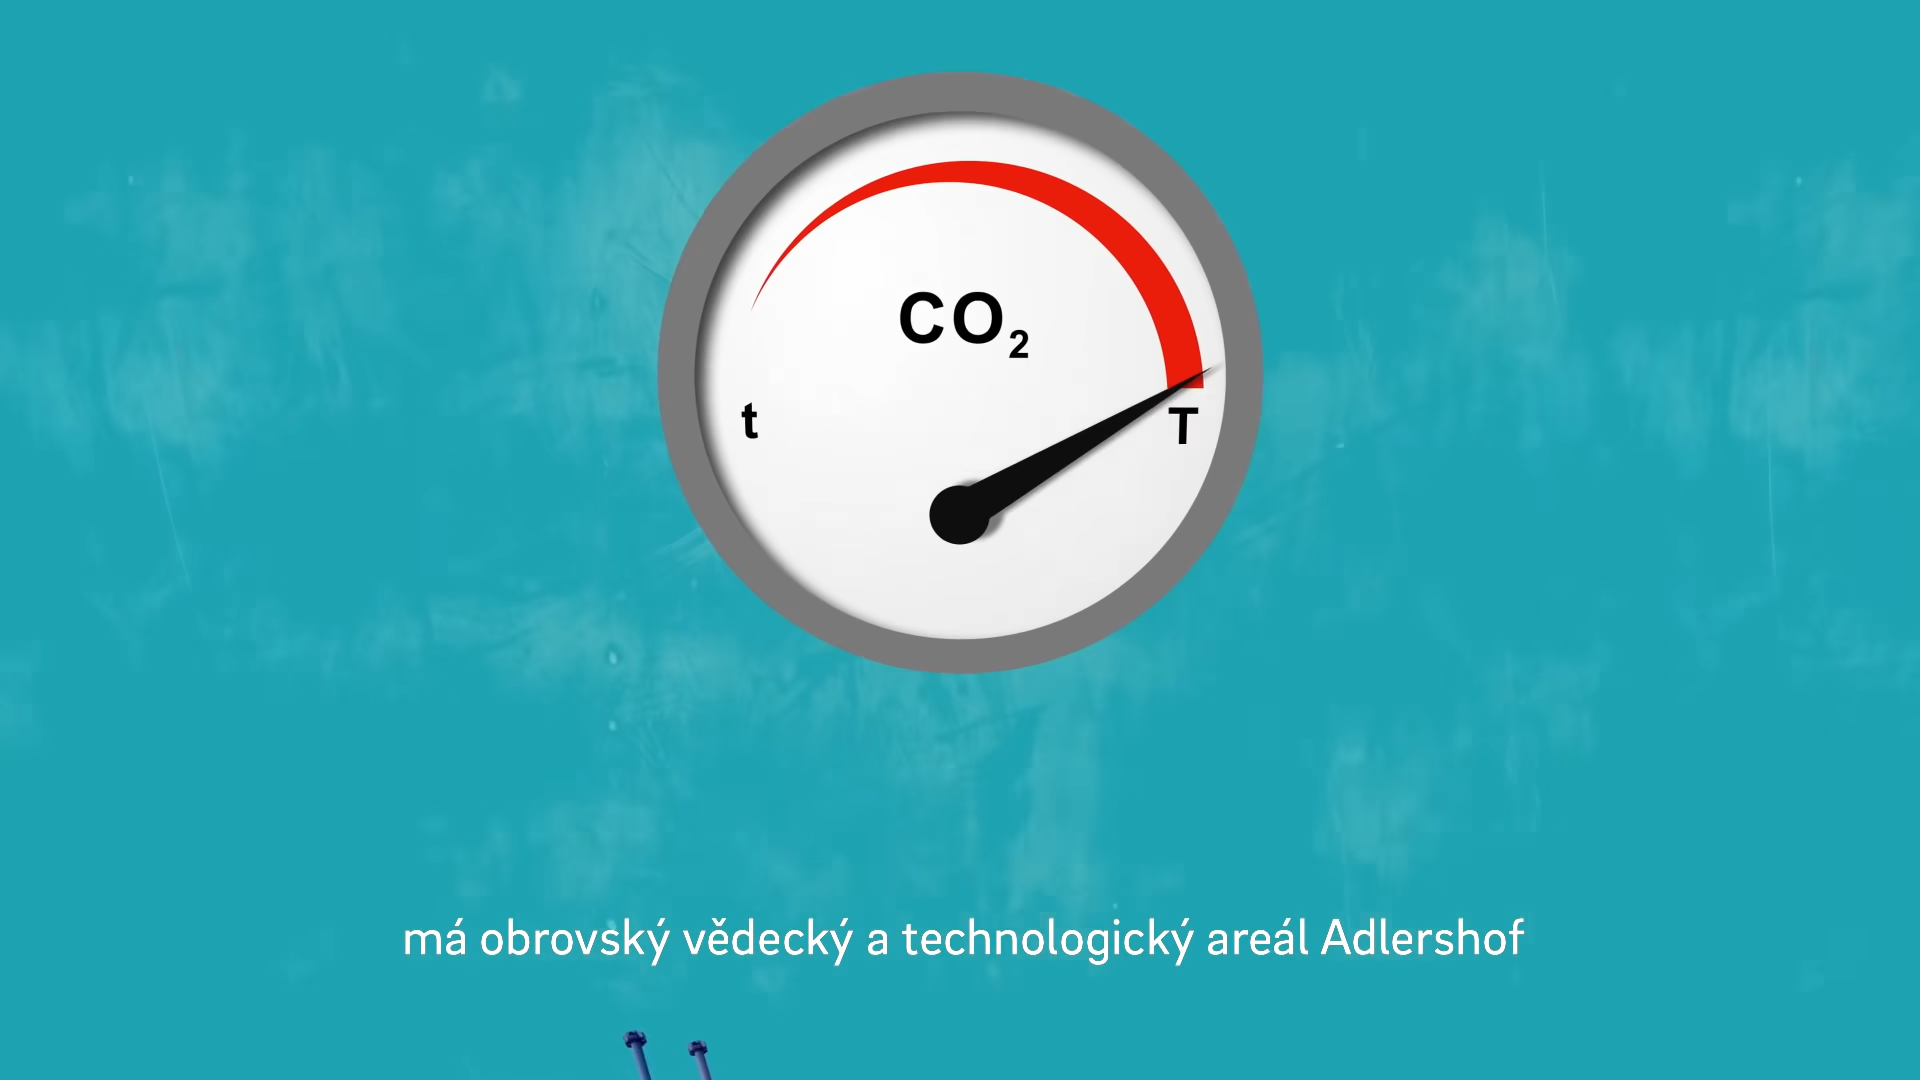 CO₂
t
T
má obrovský vědecký a technologický areál Adlershof